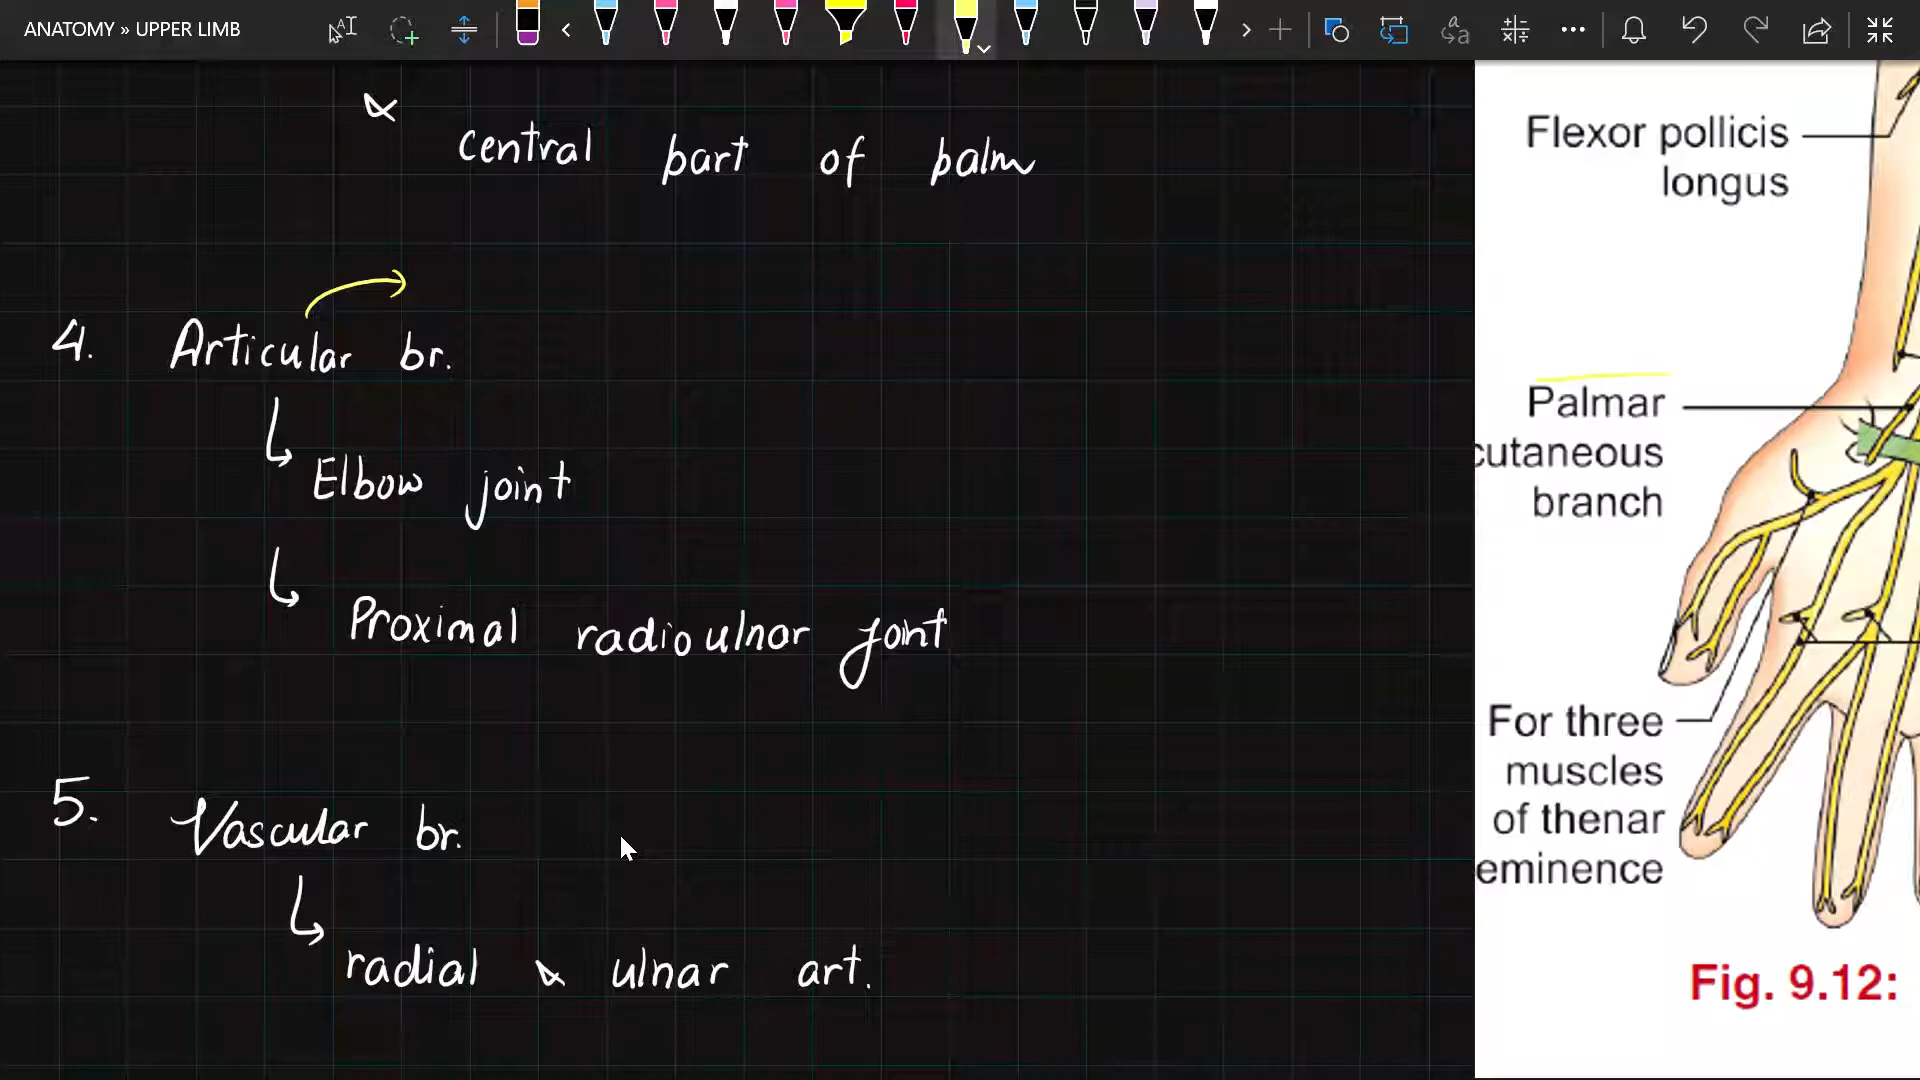 ANATOMY » UPPER LIMB
& central part of palm
4. Articular br.
Elbow joint
Proximal radioulnar joint
5. Vascular br.
radial & ulnar art.
Flexor pollicis
longus
Palmar
cutaneous
branch
For three
muscles
of thenar
eminence
Fig. 9.12: